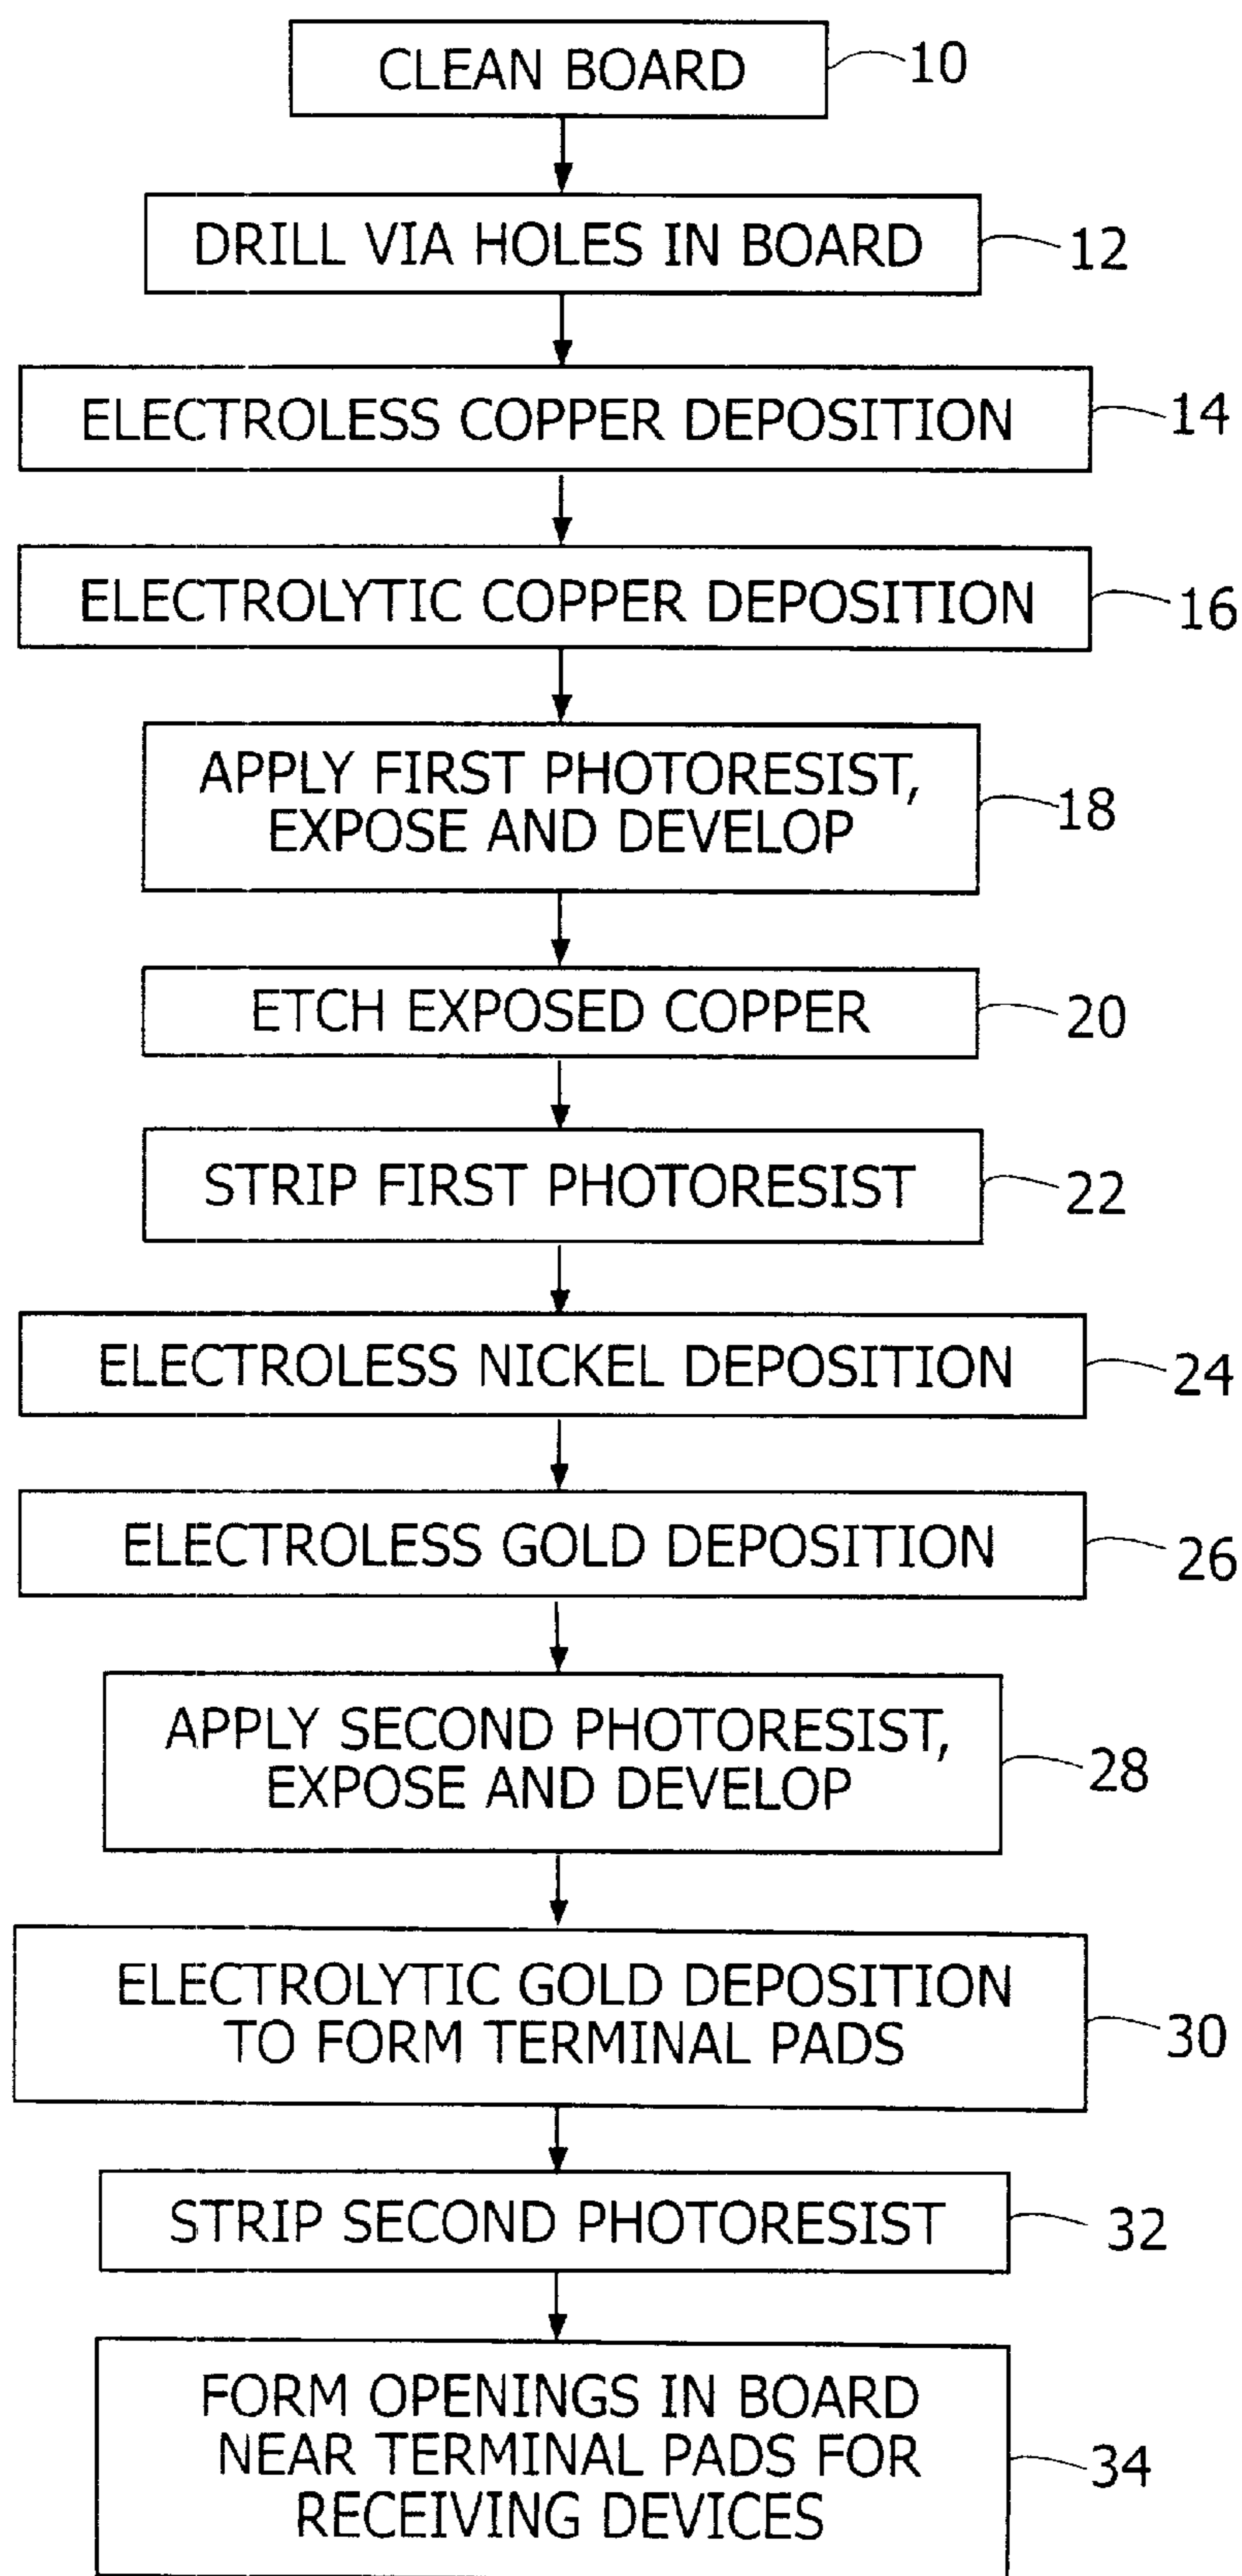 CLEAN BOARD
10
DRILL VIA HOLES IN BOARD
12
ELECTROLESS COPPER DEPOSITION
14
ELECTROLYTIC COPPER DEPOSITION
16
APPLY FIRST PHOTORESIST,
EXPOSE AND DEVELOP
18
ETCH EXPOSED COPPER
20
STRIP FIRST PHOTORESIST
22
ELECTROLESS NICKEL DEPOSITION
24
ELECTROLESS GOLD DEPOSITION
26
APPLY SECOND PHOTORESIST,
EXPOSE AND DEVELOP
28
ELECTROLYTIC GOLD DEPOSITION
TO FORM TERMINAL PADS
30
STRIP SECOND PHOTORESIST
32
FORM OPENINGS IN BOARD
NEAR TERMINAL PADS FOR
RECEIVING DEVICES
34